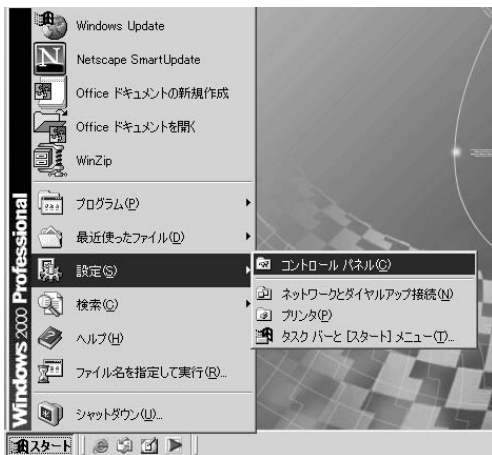 Windows Update
Netscape SmartUpdate
Office ドキュメントの新規作成
Office ドキュメントを開く
WinZip
プログラム(P)
最近使ったファイル(D)
設定(S)
検索(C)
ヘルプ(H)
ファイル名を指定して実行(R)...
シャットダウン(U)...
コントロール パネル(C)
ネットワークとダイヤルアップ接続(N)
プリンタ(P)
タスク バーと [スタート] メニュー(T)...
Windows 2000 Professional
スタート